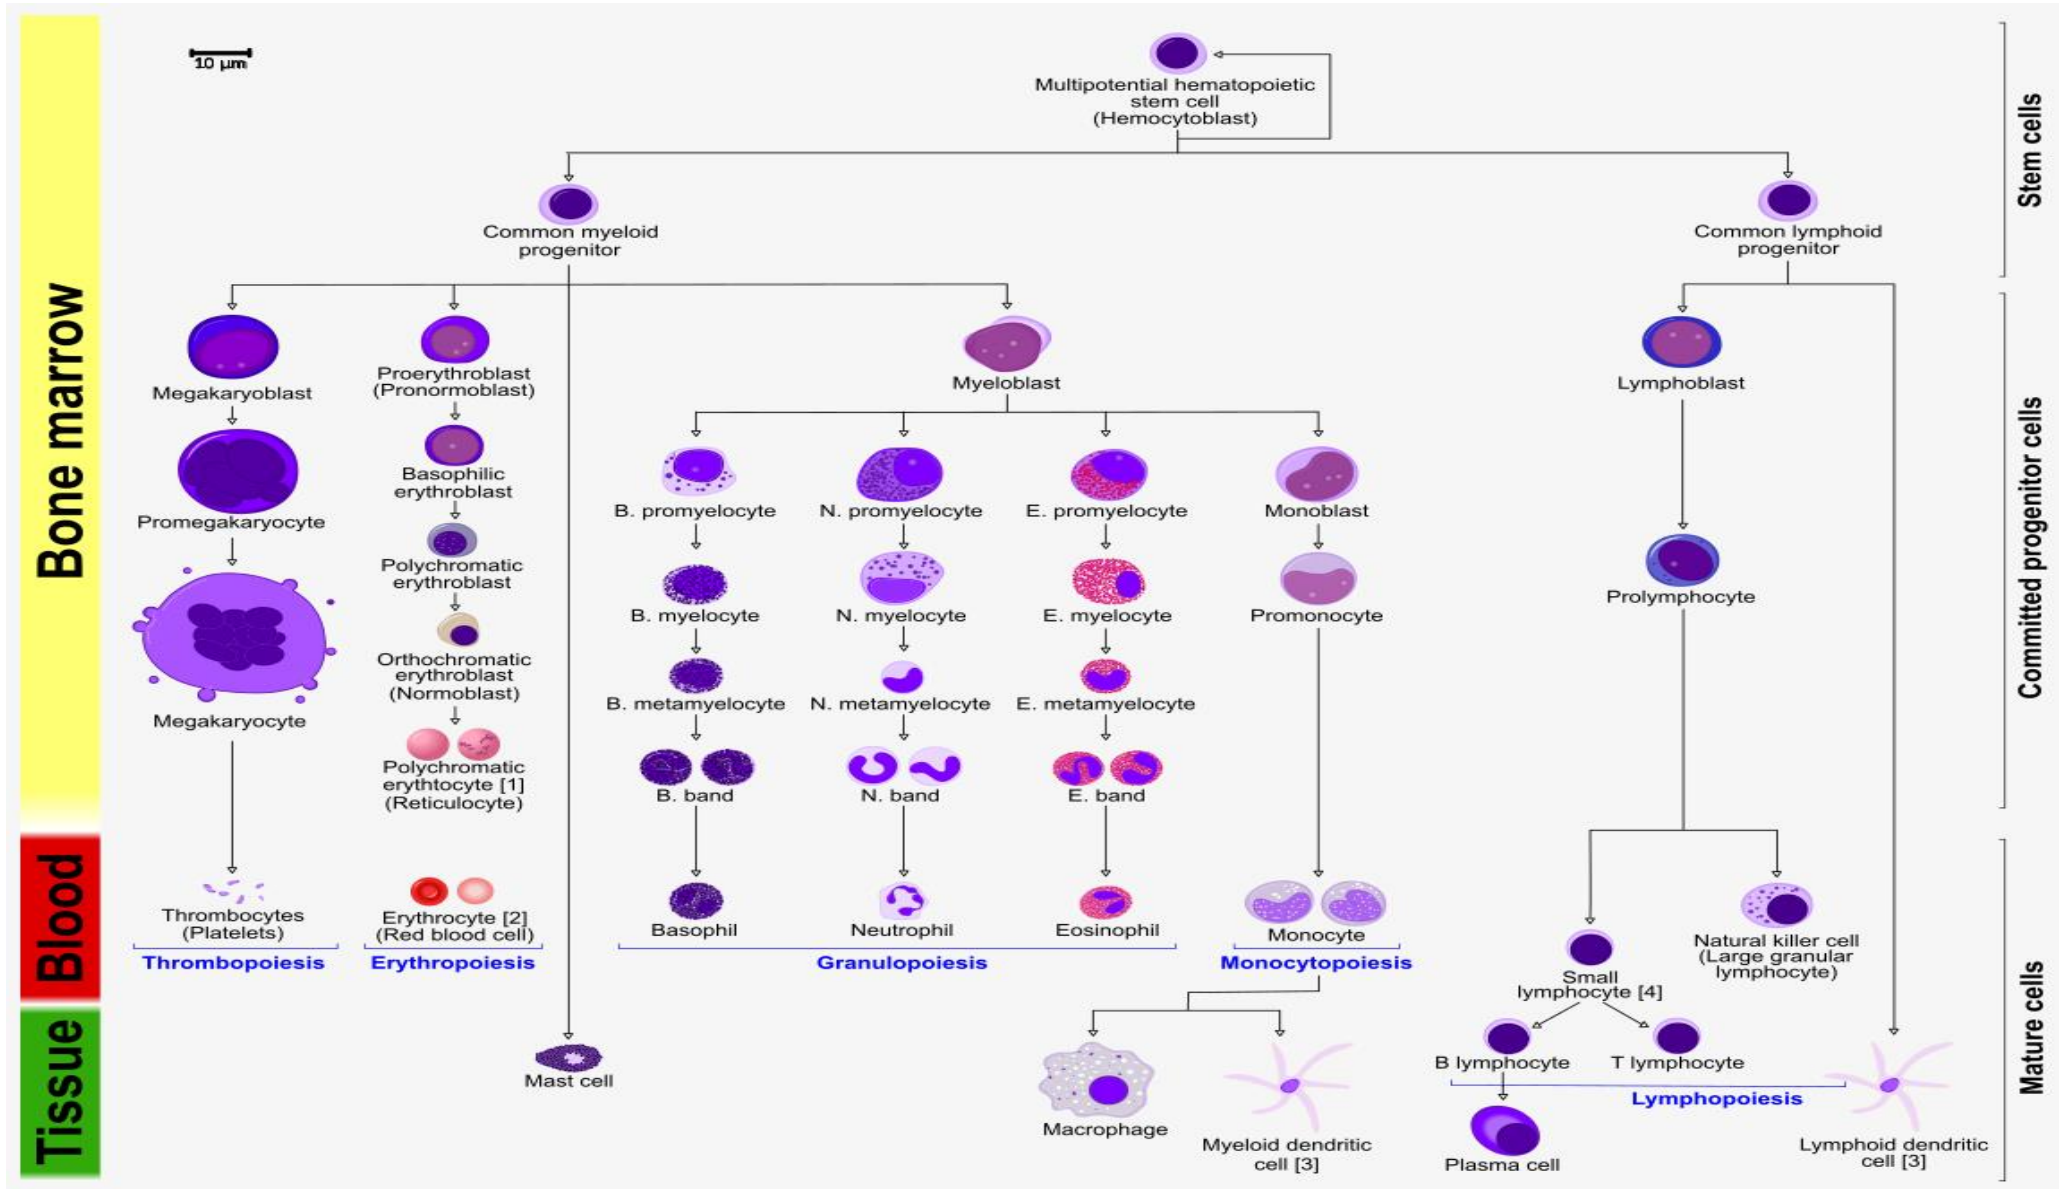 10 µm
Multipotential hematopoietic
stem cell
(Hemocytoblast)
Common myeloid
progenitor
Common lymphoid
progenitor
Megakaryoblast
Promegakaryocyte
Megakaryocyte
Thrombocytes
(Platelets)
Thrombopoiesis
Proerythroblast
(Pronormoblast)
Basophilic
erythroblast
Polychromatic
erythroblast
Orthochromatic
erythroblast
(Normoblast)
Polychromatic
erythtocyte [1]
(Reticulocyte)
Erythrocyte [2]
(Red blood cell)
Erythropoiesis
Mast cell
Myeloblast
B. promyelocyte
B. myelocyte
B. metamyelocyte
B. band
Basophil
N. promyelocyte
N. myelocyte
N. metamyelocyte
N. band
Neutrophil
E. promyelocyte
E. myelocyte
E. metamyelocyte
E. band
Eosinophil
Granulopoiesis
Monoblast
Promonocyte
Monocyte
Monocytopoiesis
Macrophage
Myeloid dendritic
cell [3]
Lymphoblast
Prolymphocyte
Small
lymphocyte [4]
Natural killer cell
(Large granular
lymphocyte)
B lymphocyte
T lymphocyte
Lymphopoiesis
Plasma cell
Lymphoid dendritic
cell [3]
Bone marrow
Blood
Tissue
Stem cells
Committed progenitor cells
Mature cells